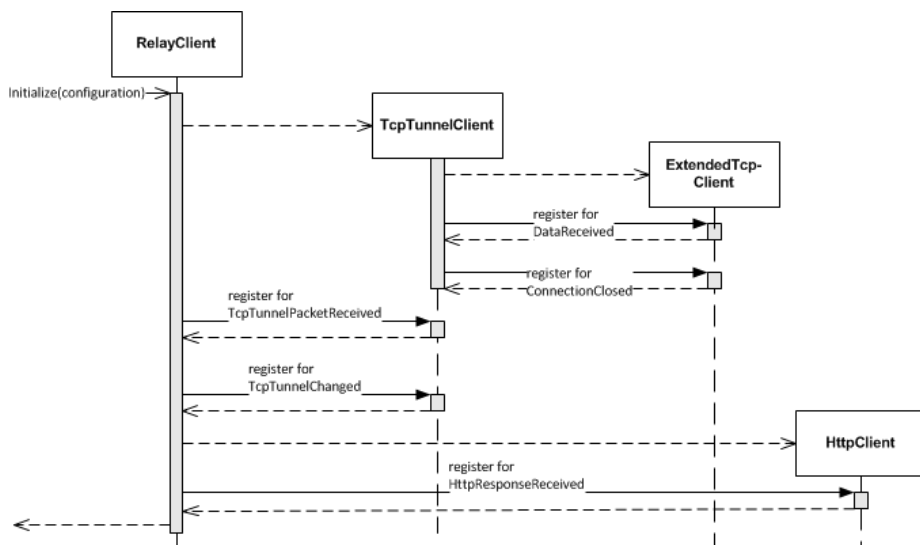 RelayClient
Initialize(configuration)
TcpTunnelClient
ExtendedTcp-
Client
register for
DataReceived
register for
ConnectionClosed
register for
TcpTunnelPacketReceived
register for
TcpTunnelChanged
HttpClient
register for
HttpResponseReceived